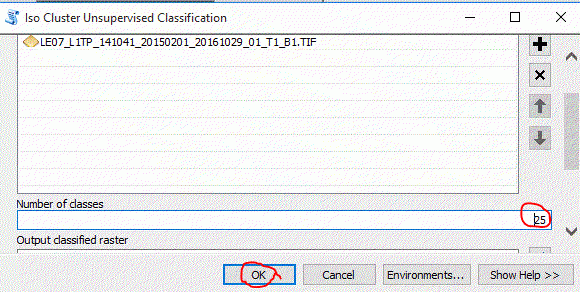 Iso Cluster Unsupervised Classification
LE07_L1TP_141041_20150201_20161029_01_T1_B1.TIF
Number of classes
25
Output classified raster
OK
Cancel
Environments...
Show Help >>